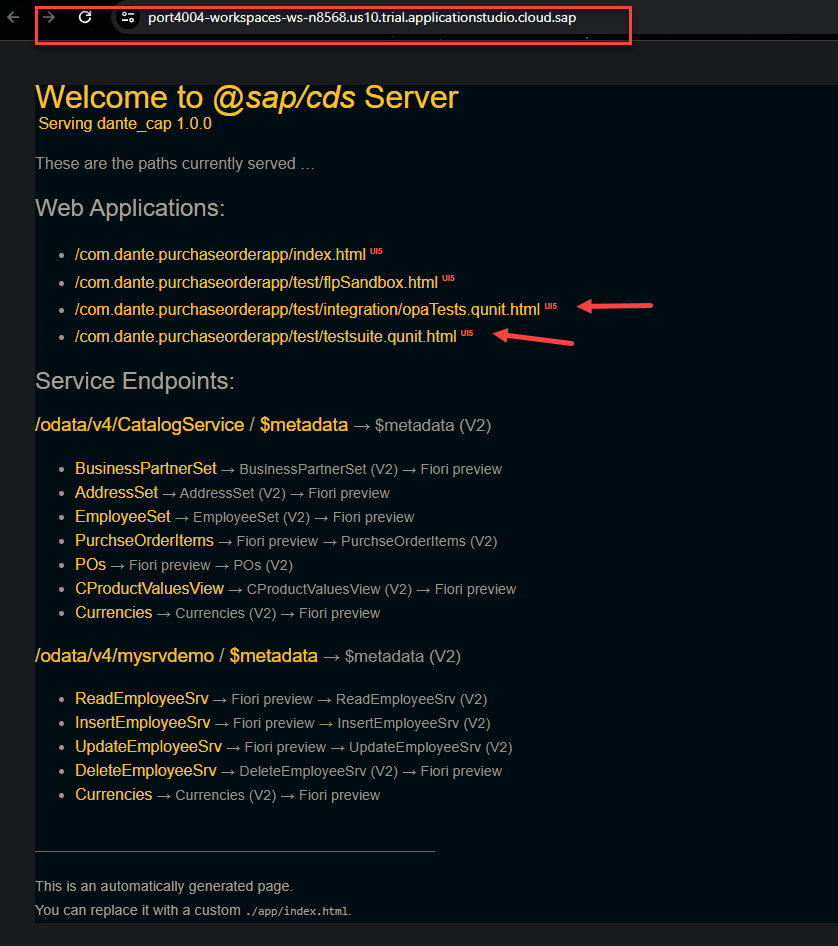 port4004-workspaces-ws-n8568.us10.trial.applicationstudio.cloud.sap
Welcome to @sap/cds Server
Serving dante_cap 1.0.0
These are the paths currently served …
Web Applications:
/com.dante.purchaseorderapp/index.html UI5
/com.dante.purchaseorderapp/test/flpSandbox.html UI5
/com.dante.purchaseorderapp/test/integration/opaTests.qunit.html UI5
/com.dante.purchaseorderapp/test/testsuite.qunit.html UI5
Service Endpoints:
/odata/v4/CatalogService / $metadata → $metadata (V2)
BusinessPartnerSet → BusinessPartnerSet (V2) → Fiori preview
AddressSet → AddressSet (V2) → Fiori preview
EmployeeSet → EmployeeSet (V2) → Fiori preview
PurchseOrderItems → Fiori preview → PurchseOrderItems (V2)
POs → Fiori preview → POs (V2)
CProductValuesView → CProductValuesView (V2) → Fiori preview
Currencies → Currencies (V2) → Fiori preview
/odata/v4/mysrvdemo / $metadata → $metadata (V2)
ReadEmployeeSrv → Fiori preview → ReadEmployeeSrv (V2)
InsertEmployeeSrv → Fiori preview → InsertEmployeeSrv (V2)
UpdateEmployeeSrv → Fiori preview → UpdateEmployeeSrv (V2)
DeleteEmployeeSrv → DeleteEmployeeSrv (V2) → Fiori preview
Currencies → Currencies (V2) → Fiori preview
This is an automatically generated page.
You can replace it with a custom ./app/index.html.